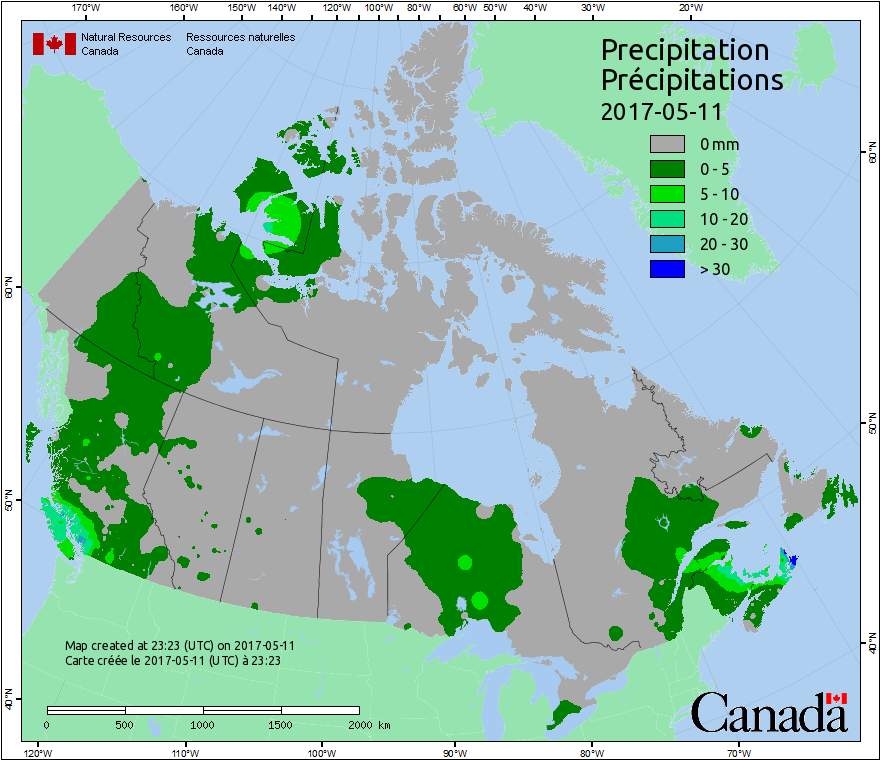 170°W 160°W 150°W 140°W 130°W 120°W 110°W 100°W 90°W 80°W 60°W 50°W 40°W 30°W 20°W
Natural Resources Canada
Ressources naturelles Canada
Precipitation
Précipitations
2017-05-11
0 mm
0 - 5
5 - 10
10 - 20
20 - 30
> 30
60°N
60°N
50°N
50°N
40°N
40°N
Map created at 23:23 (UTC) on 2017-05-11
Carte créée le 2017-05-11 (UTC) à 23:23
0 500 1000 1500 2000 km
Canada
120°W 110°W 100°W 90°W 80°W 70°W